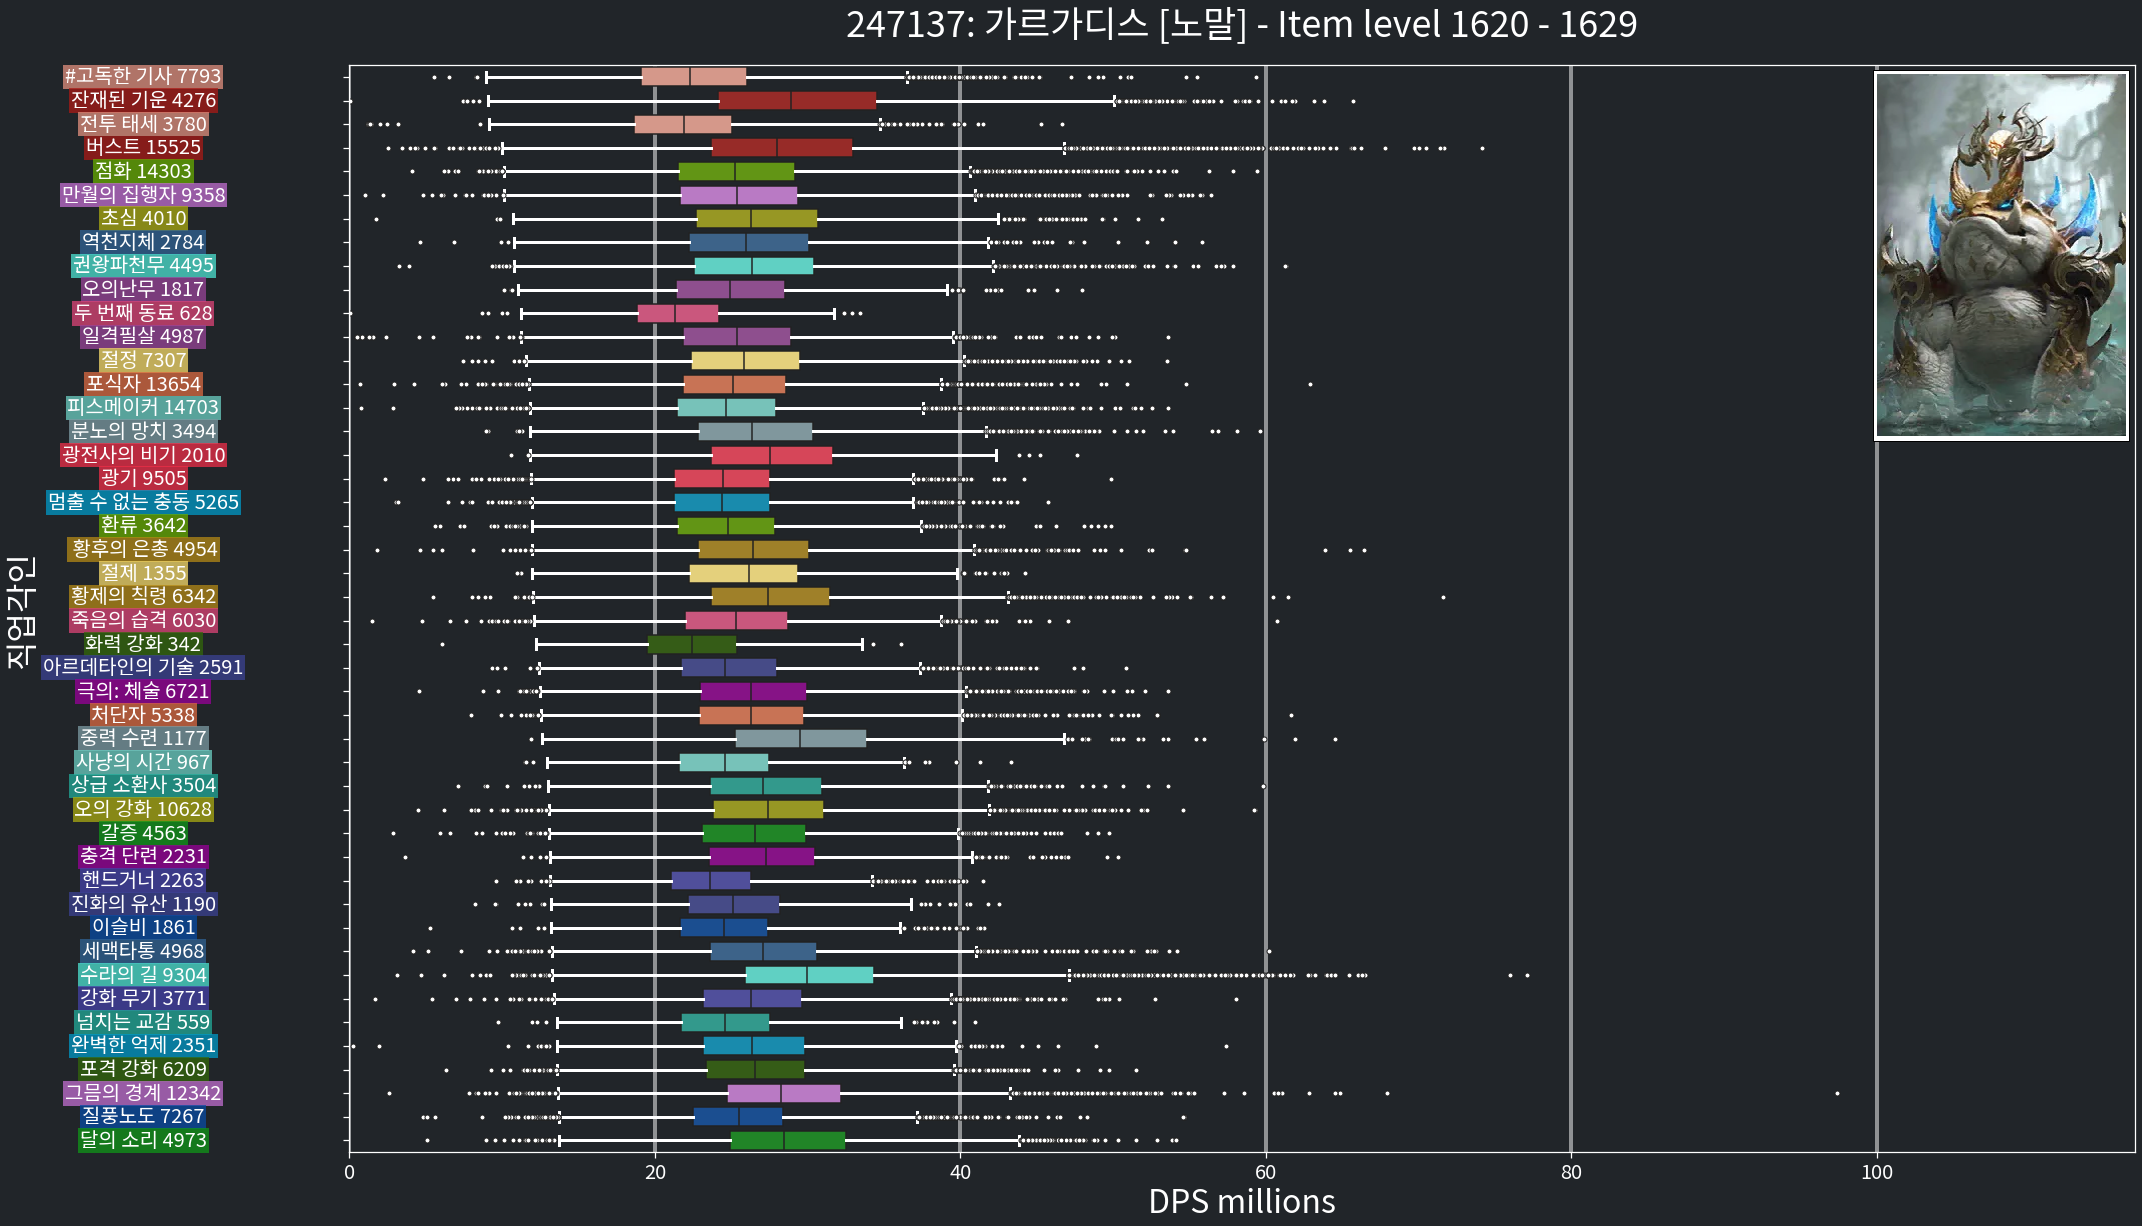 247137: 가르가디스 [노말] - Item level 1620 - 1629
직업각인
#고독한 기사 7793
잔재된 기운 4276
전투 태세 3780
버스트 15525
점화 14303
만월의 집행자 9358
초심 4010
역천지체 2784
권왕파천무 4495
오의난무 1817
두 번째 동료 628
일격필살 4987
절정 7307
포식자 13654
피스메이커 14703
분노의 망치 3494
광전사의 비기 2010
광기 9505
멈출 수 없는 충동 5265
환류 3642
황후의 은총 4954
절제 1355
황제의 칙령 6342
죽음의 습격 6030
화력 강화 342
아르데타인의 기술 2591
극의: 체술 6721
처단자 5338
중력 수련 1177
사냥의 시간 967
상급 소환사 3504
오의 강화 10628
갈증 4563
충격 단련 2231
핸드거너 2263
진화의 유산 1190
이슬비 1861
세맥타통 4968
수라의 길 9304
강화 무기 3771
넘치는 교감 559
완벽한 억제 2351
포격 강화 6209
그믐의 경계 12342
질풍노도 7267
달의 소리 4973
0 20 40 60 80 100
DPS millions